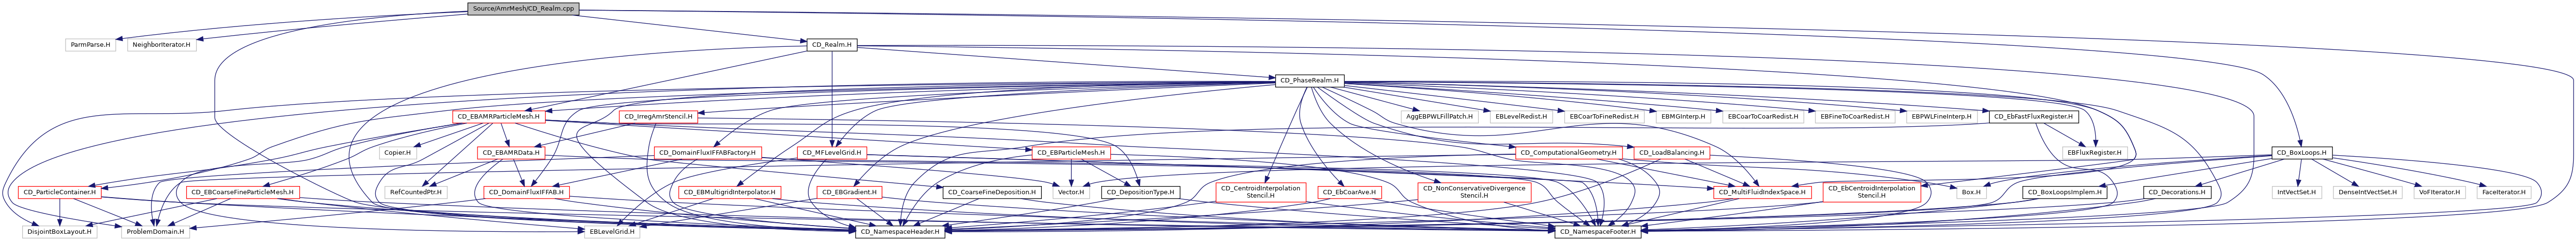 Source/AmrMesh/CD_Realm.cpp
ParmParse.H
NeighborIterator.H
CD_Realm.H
CD_PhaseRealm.H
CD_EBAMRParticleMesh.H
CD_IrregAmrStencil.H
AggEBPWLFillPatch.H
EBLevelRedist.H
EBCoarToFineRedist.H
EBMGInterp.H
EBCoarToCoarRedist.H
EBFineToCoarRedist.H
EBPWLFineInterp.H
CD_EbFastFluxRegister.H
Copier.H
CD_EBAMRData.H
CD_DomainFluxIFFABFactory.H
CD_MFLevelGrid.H
CD_EBParticleMesh.H
CD_ComputationalGeometry.H
CD_LoadBalancing.H
EBFluxRegister.H
CD_BoxLoops.H
CD_ParticleContainer.H
CD_EBCoarseFineParticleMesh.H
RefCountedPtr.H
CD_DomainFluxIFFAB.H
CD_EBMultigridInterpolator.H
CD_EBGradient.H
CD_CoarseFineDeposition.H
Vector.H
CD_DepositionType.H
CD_CentroidInterpolation
Stencil.H
CD_EbCoarAve.H
CD_NonConservativeDivergence
Stencil.H
CD_MultiFluidIndexSpace.H
Box.H
CD_EbCentroidInterpolation
Stencil.H
CD_BoxLoopsImplem.H
CD_Decorations.H
IntVectSet.H
DenseIntVectSet.H
VoFIterator.H
FaceIterator.H
DisjointBoxLayout.H
ProblemDomain.H
EBLevelGrid.H
CD_NamespaceHeader.H
CD_NamespaceFooter.H